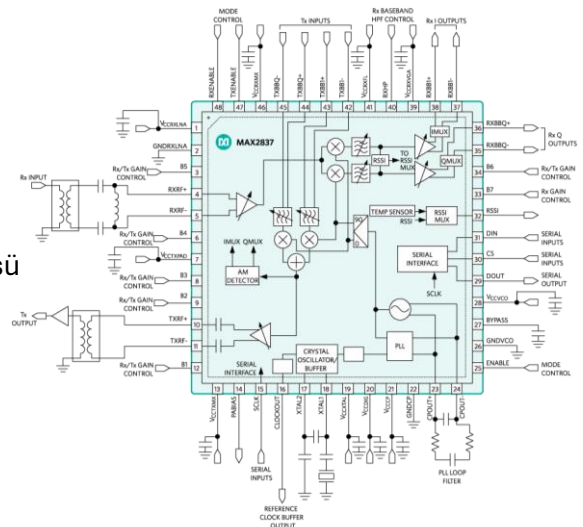 MODE
CONTROL
Tx INPUTS
Rx BASEBAND
HPF CONTROL
Rx I OUTPUTS
RXENABLE
TXENABLE
VCCRXMX
TXBBQ-
TXBBQ+
TXBBI+
TXBBI-
VCCRXFL
RXHP
VCCRXVGA
RXBBI+
RXBBI-
48 47 46 45 44 43 42 41 40 39 38 37
MAX2837
VCCRXLNA
1
GNDRXLNA
2
Rx/Tx GAIN
CONTROL
B5
3
Rx INPUT
RXRF+
4
RXRF-
5
Rx/Tx GAIN
CONTROL
B4
6
VCCTXPAD
7
sü
Rx/Tx GAIN
CONTROL
B3
8
Rx/Tx GAIN
CONTROL
B2
9
Tx
OUTPUT
TXRF+
10
TXRF-
11
Rx/Tx GAIN
CONTROL
B1
12
IMUX
QMUX
TO
RSSI
MUX
RSSI
90
0
TEMP SENSOR
RSSI
RSSI
MUX
IMUX QMUX
AM
DETECTOR
SERIAL
INTERFACE
SCLK
PLL
CRYSTAL
OSCILLATOR/
BUFFER
SERIAL
INTERFACE
36
RXBBQ+
Rx Q
OUTPUTS
35
RXBBQ-
34
B6
Rx/Tx GAIN
CONTROL
33
B7
Rx GAIN
CONTROL
32
RSSI
31
DIN
SERIAL
INPUTS
30
CS
SERIAL
INPUTS
29
DOUT
SERIAL
OUTPUT
28
VCCVCO
27
BYPASS
26
GNDVCO
25
ENABLE
MODE
CONTROL
13 14 15 16 17 18 19 20 21 22 23 24
VCCTXMX
PABIAS
SCLK
CLOCKOUT
XTAL2
XTAL1
VCCXTAL
VCCDIG
VCCCP
GNDCP
CPOUT+
CPOUT-
SERIAL
INPUTS
REFERENCE
CLOCK BUFFER
OUTPUT
PLL LOOP
FILTER